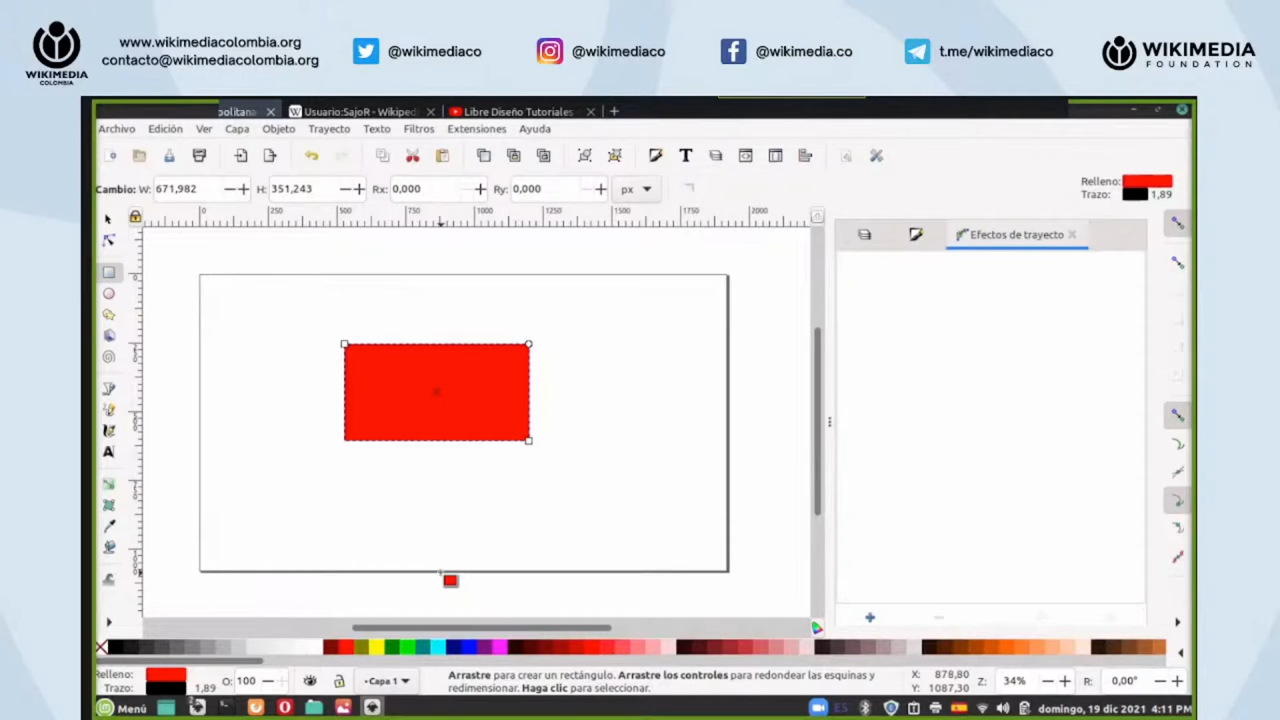 WIKIMEDIA
COLOMBIA
www.wikimediacolombia.org
contacto@wikimediacolombia.org
@wikimediaco
@wikimediaco
@wikimedia.co
t.me/wikimediaco
WIKIMEDIA
FOUNDATION
politana
Usuario:SajoR - Wikiped
Libre Diseño Tutoriales
Archivo Edición Ver Capa Objeto Trayecto Texto Filtros Extensiones Ayuda
Cambio: W: 671,982 H: 351,243 Rx: 0,000 Ry: 0,000 px
Relleno:
Trazo: 1,89
0 250 500 750 1000 1250 1500 1750 2000
Efectos de trayecto
Relleno:
Trazo: 1,89
O: 100
Capa 1
Arrastre para crear un rectángulo. Arrastre los controles para redondear las esquinas y
redimensionar. Haga clic para seleccionar.
X: 878,80
Y: 1087,30
Z: 34%
R: 0,00°
Menú
ES
domingo, 19 dic 2021 4:11 PM